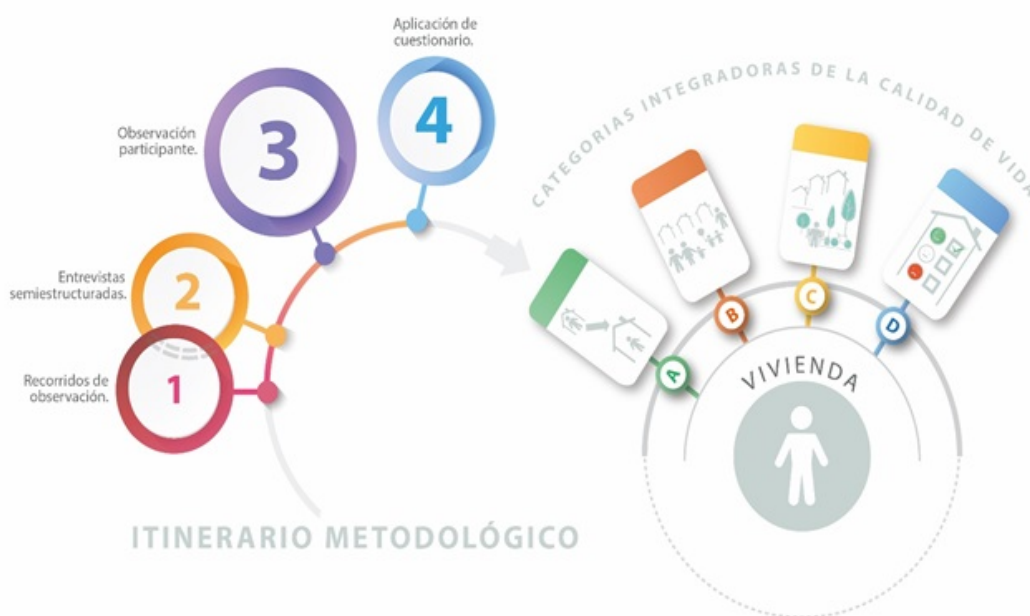 Aplicación de
cuestionario.
4
3
Observación
participante.
Entrevistas
semiestructuradas.
2
Recorridos de
observación.
1
ITINERARIO METODOLÓGICO
CATEGORIAS INTEGRADORAS DE LA CALIDAD DE VIDA
A
B
C
D
VIVIENDA